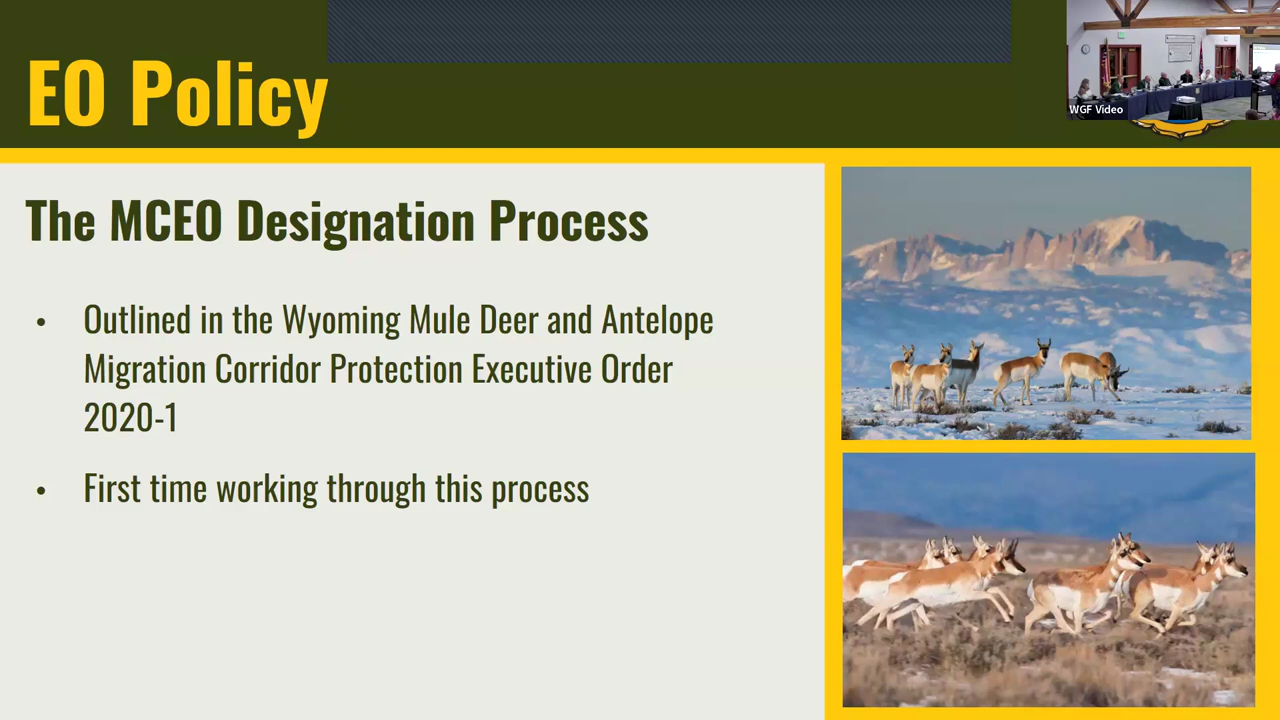 EO Policy
WGF Video
The MCEO Designation Process
• Outlined in the Wyoming Mule Deer and Antelope
Migration Corridor Protection Executive Order
2020-1
• First time working through this process